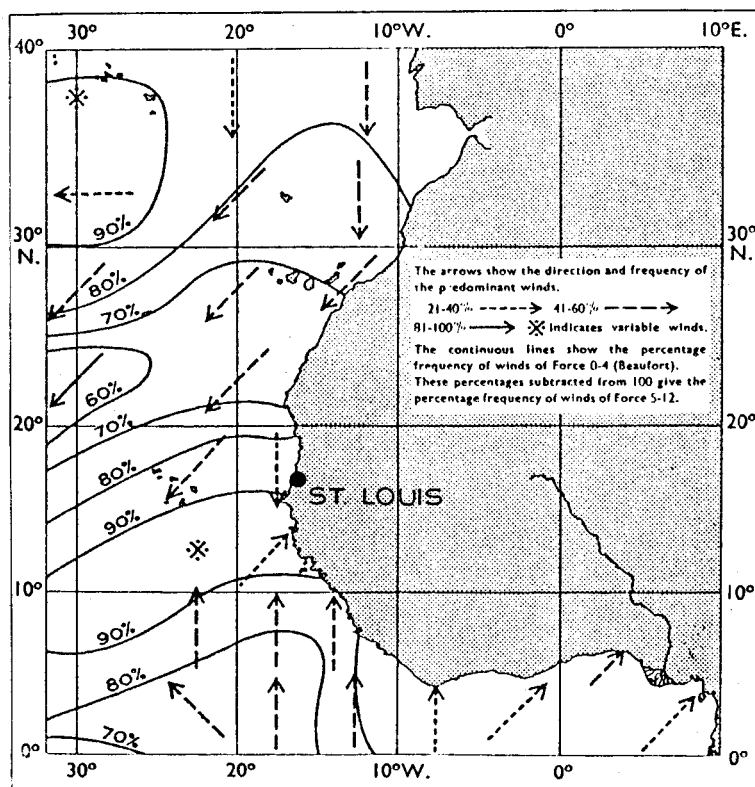 30° 20° 10°W. 0° 10°E.
40° 40°
90%
30° N. 30° N.
80%
70%
The arrows show the direction and frequency of
the predominant winds.
21-40% 41-60%
81-100% Indicates variable winds.
The continuous lines show the percentage
frequency of winds of Force 0-4 (Beaufort).
These percentages subtracted from 100 give the
percentage frequency of winds of Force 5-12.
60%
20° 20°
70%
80%
ST. LOUIS
90%
10° 10°
90%
80%
70%
0° 0°
30° 20° 10°W. 0° 10°E.